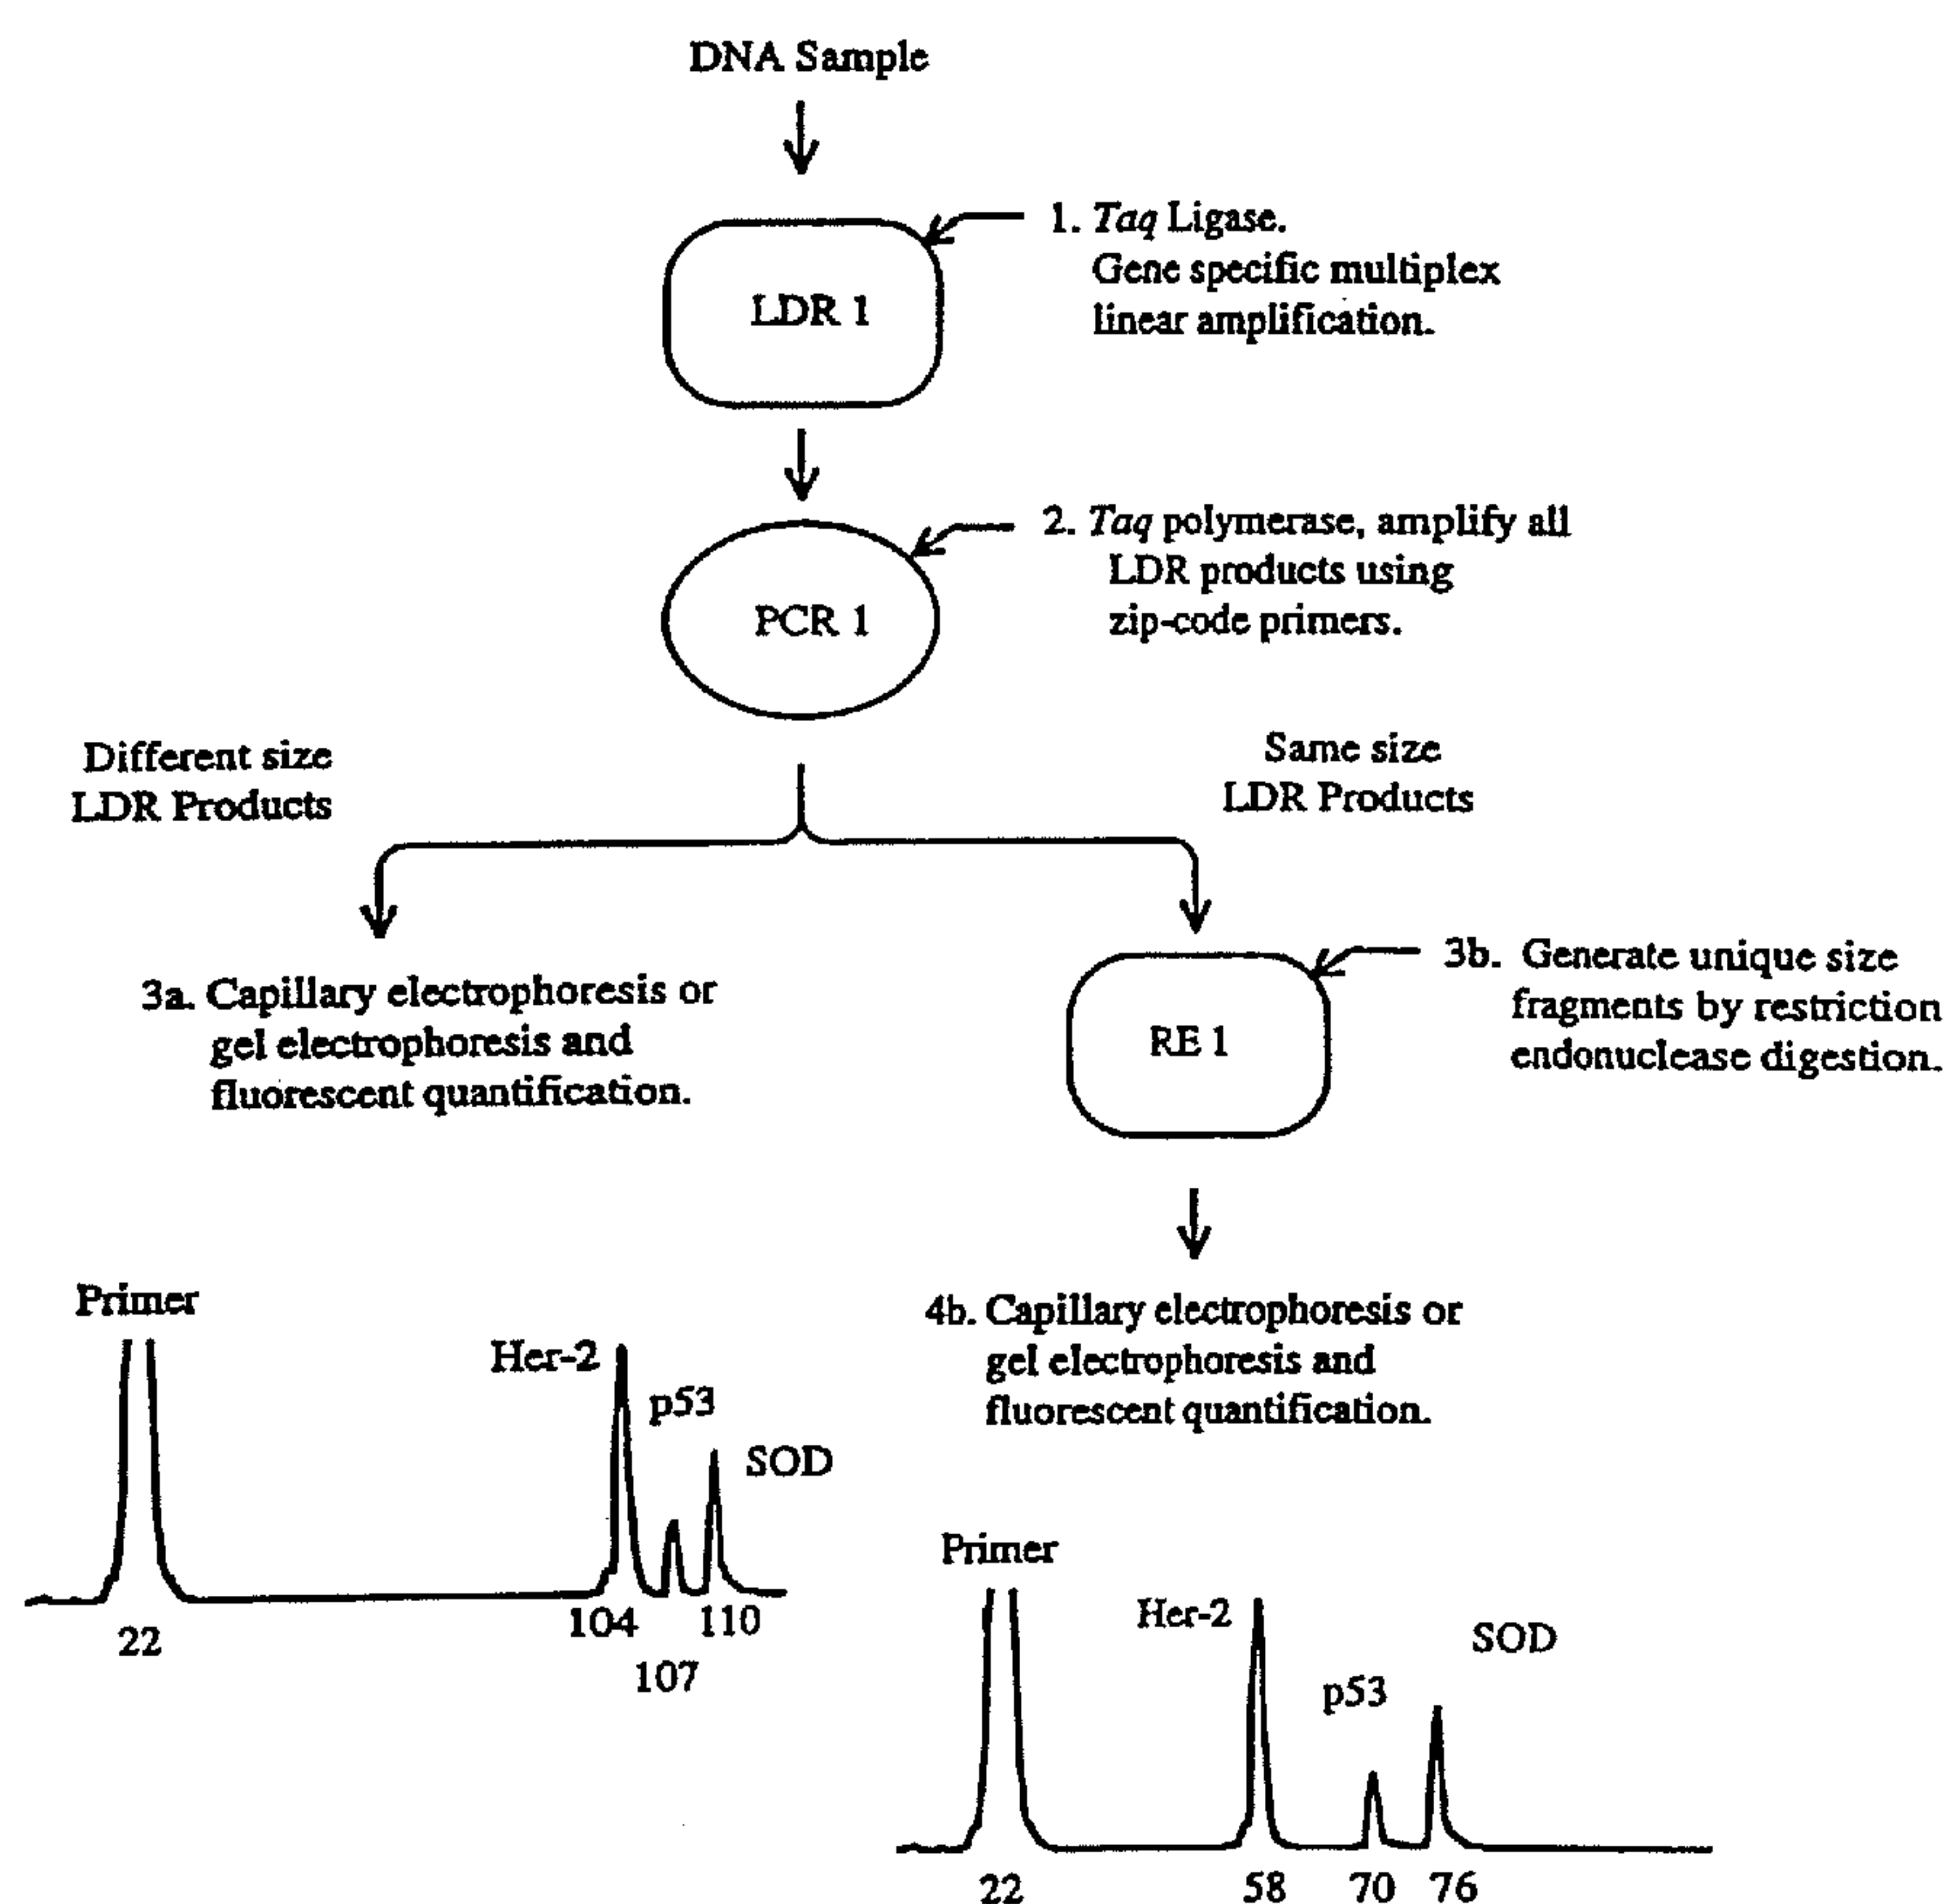 DNA Sample
LDR 1
1. Taq Ligase.
Gene specific multiplex
linear amplification.
PCR 1
2. Taq polymerase, amplify all
LDR products using
zip-code primers.
Different size
LDR Products
Same size
LDR Products
3a. Capillary electrophoresis or
gel electrophoresis and
fluorescent quantification.
RE 1
3b. Generate unique size
fragments by restriction
endonuclease digestion.
Primer
Her-2
p53
SOD
22
104
107
110
4b. Capillary electrophoresis or
gel electrophoresis and
fluorescent quantification.
Primer
Her-2
p53
SOD
22
58
70
76